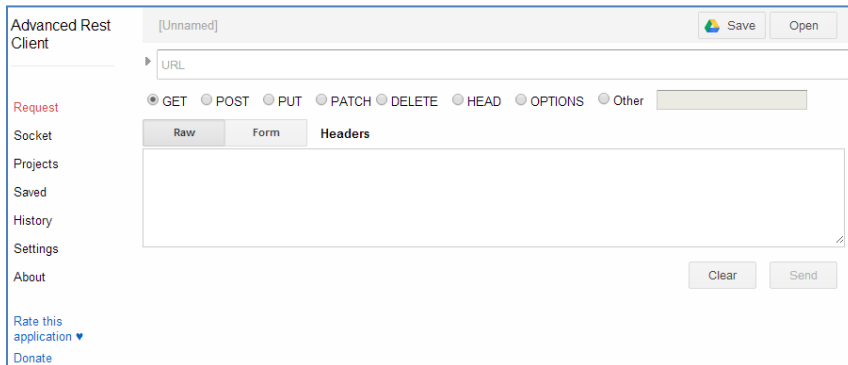 Advanced Rest
Client
[Unnamed]
Save
Open
URL
GET POST PUT PATCH DELETE HEAD OPTIONS Other
Raw Form Headers
Clear Send
Request
Socket
Projects
Saved
History
Settings
About
Rate this
application ♥
Donate